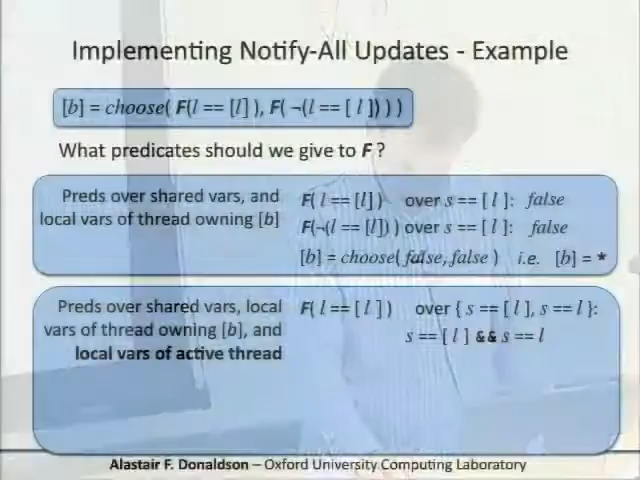 Implementing Notify-All Updates - Example
[b] = choose( F(l == [l]), F( ¬(l == [ l ]) ) )
What predicates should we give to F ?
Preds over shared vars, and local vars of thread owning [b]
F( l == [l] ) over s == [ l ]: false
F(¬(l == [l]) ) over s == [ l ]: false
[b] = choose( false, false ) i.e. [b] = *
Preds over shared vars, local vars of thread owning [b], and local vars of active thread
F( l == [ l ] ) over { s == [ l ], s == l }:
s == [ l ] && s == l
Alastair F. Donaldson – Oxford University Computing Laboratory